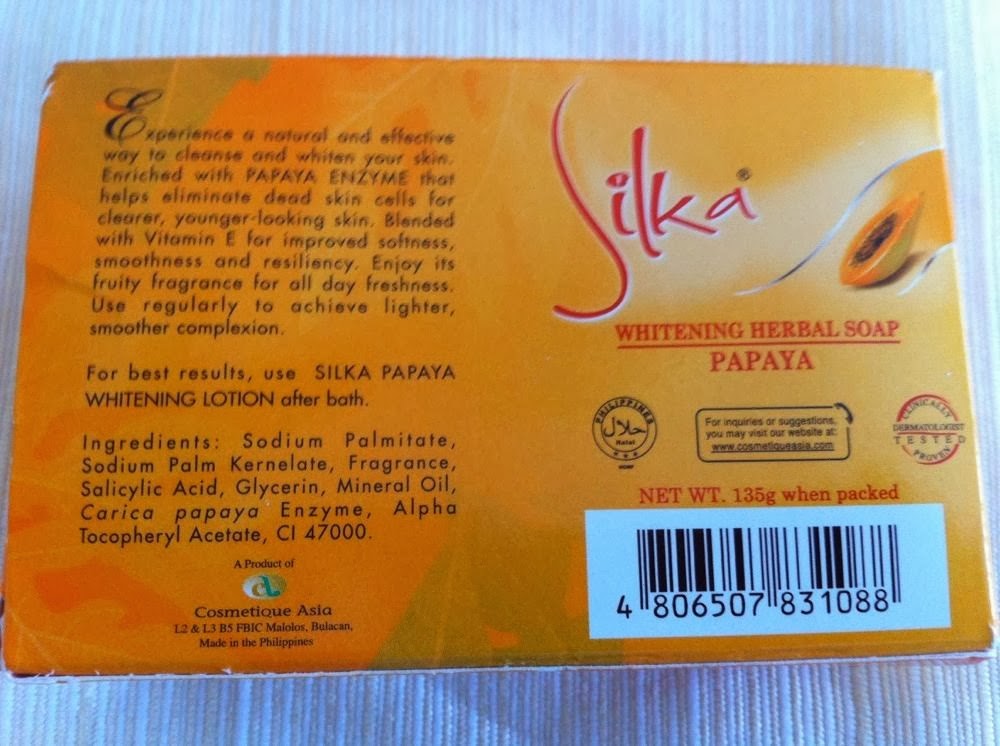 Experience a natural and effective
way to cleanse and whiten your skin.
Enriched with PAPAYA ENZYME that
helps eliminate dead skin cells for
clearer, younger-looking skin. Blended
with Vitamin E for improved softness,
smoothness and resiliency. Enjoy its
fruity fragrance for all day freshness.
Use regularly to achieve lighter,
smoother complexion.
For best results, use SILKA PAPAYA
WHITENING LOTION after bath.
Ingredients: Sodium Palmitate,
Sodium Palm Kernelate, Fragrance,
Salicylic Acid, Glycerin, Mineral Oil,
Carica papaya Enzyme, Alpha
Tocopheryl Acetate, CI 47000.
A Product of
Cosmetique Asia
L2 & L3 B5 FBIC Malolos, Bulacan,
Made in the Philippines
Silka®
WHITENING HERBAL SOAP
PAPAYA
PHILIPPINES
حلال
Halal
For inquiries or suggestions,
you may visit our website at:
www.cosmetiqueasia.com
CLINICALLY
DERMATOLOGIST
TESTED
PROVEN
NET WT. 135g when packed
4 806507 831088